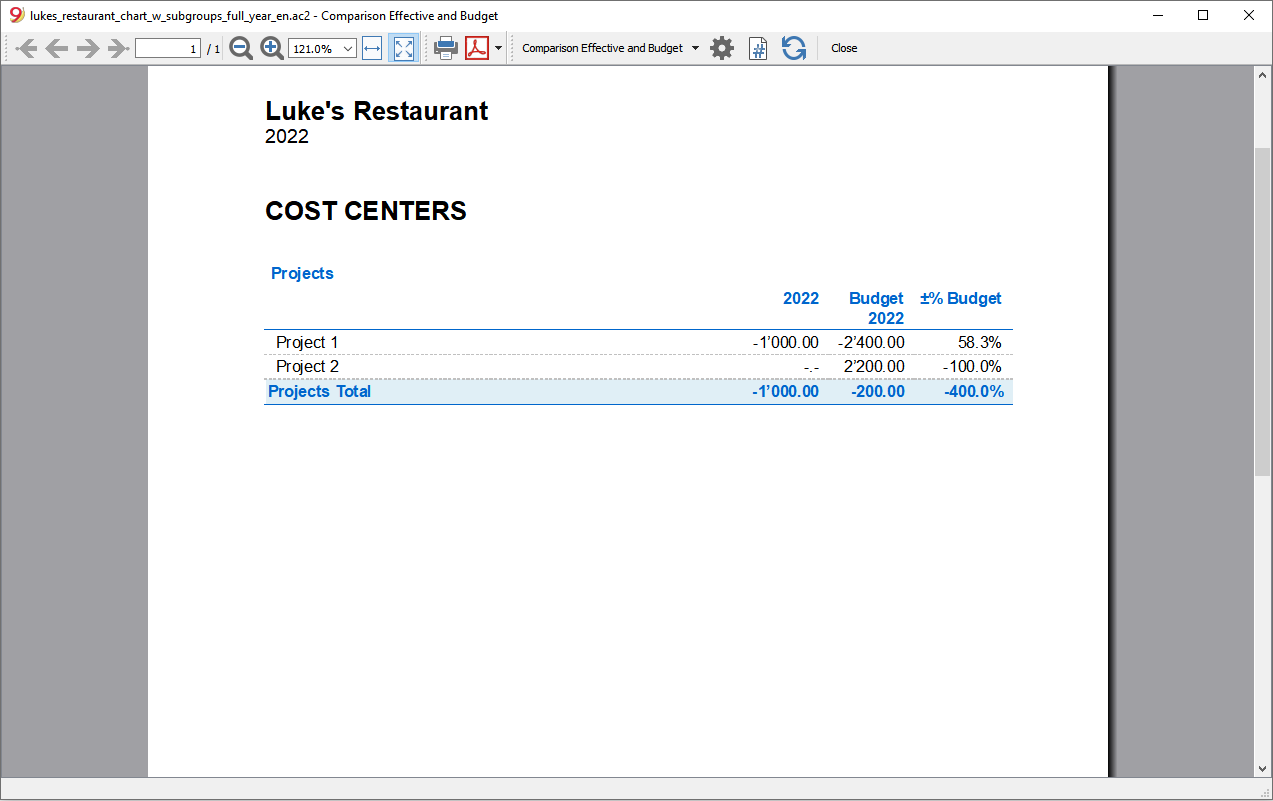 lukes_restaurant_chart_w_subgroups_full_year_en.ac2 - Comparison Effective and Budget
1 / 1 121.0% Comparison Effective and Budget Close
Luke's Restaurant
2022
COST CENTERS
Projects
2022 Budget 2022 ±% Budget
Project 1 -1’000.00 -2’400.00 58.3%
Project 2 -.- 2’200.00 -100.0%
Projects Total -1’000.00 -200.00 -400.0%